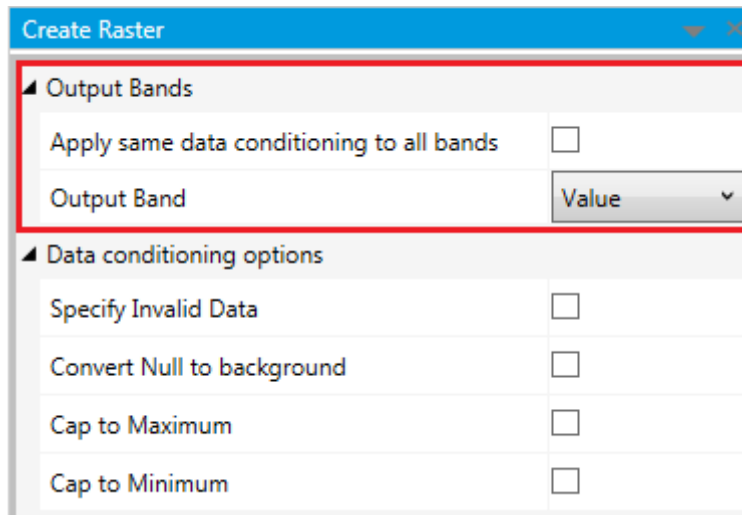 Create Raster
Output Bands
Apply same data conditioning to all bands
Output Band Value
Data conditioning options
Specify Invalid Data
Convert Null to background
Cap to Maximum
Cap to Minimum